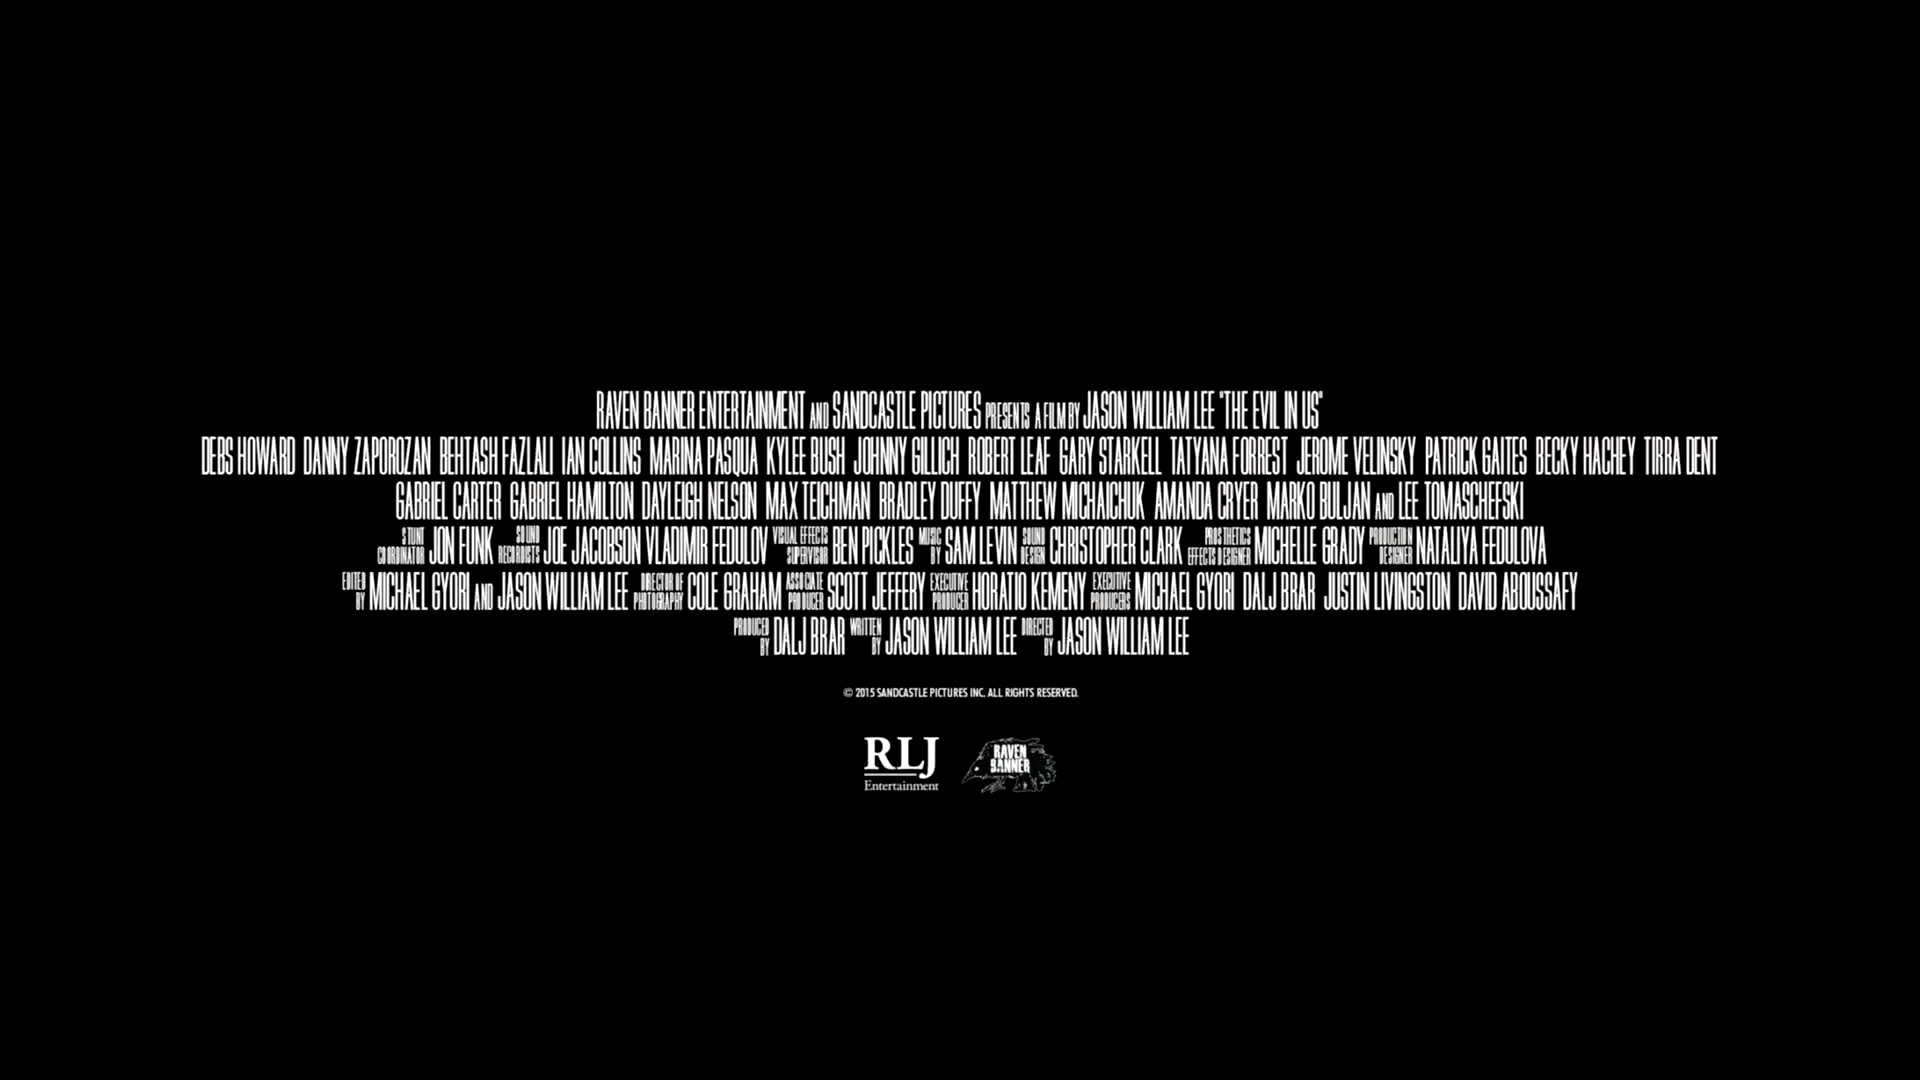 RAVEN BANNER ENTERTAINMENT AND SANDCASTLE PICTURES PRESENTS A FILM BY JASON WILLIAM LEE "THE EVIL IN US"
DEBS HOWARD DANNY ZAPOROZAN BEHTASH FAZLALI IAN COLLINS MARINA PASQUA KYLEE BUSH JOHNNY GILLICH ROBERT LEAF GARY STARKELL TATYANA FORREST JEROME VELINSKY PATRICK GAITES BECKY HACHEY TIRRA DENT
GABRIEL CARTER GABRIEL HAMILTON DAYLEIGH NELSON MAX TEICHMAN BRADLEY DUFFY MATTHEW MICHAICHUK AMANDA CRYER MARKO BULJAN AND LEE TOMASCHEFSKI
STUNT COORDINATOR JON FUNK SOUND RECORDISTS JOE JACOBSON VLADIMIR FEDULOV VISUAL EFFECTS SUPERVISOR BEN PICKLES MUSIC BY SAM LEVIN SOUND DESIGN CHRISTOPHER CLARK PROSTHETICS EFFECTS DESIGNER MICHELLE GRADY PRODUCTION DESIGNER NATALIYA FEDULOVA
EDITED BY MICHAEL GYORI AND JASON WILLIAM LEE DIRECTOR OF PHOTOGRAPHY COLE GRAHAM ASSOCIATE PRODUCER SCOTT JEFFERY EXECUTIVE PRODUCER HORATIO KEMENY EXECUTIVE PRODUCERS MICHAEL GYORI DALJ BRAR JUSTIN LIVINGSTON DAVID ABOUSSAFY
PRODUCED BY DALJ BRAR WRITTEN BY JASON WILLIAM LEE DIRECTED BY JASON WILLIAM LEE
© 2015 SANDCASTLE PICTURES INC. ALL RIGHTS RESERVED.
RLJ
Entertainment
RAVEN
BANNER